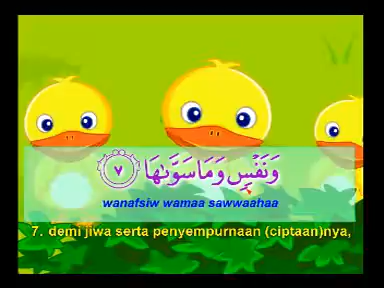 وَنَفْسٍ وَمَا سَوَّىٰهَا ٧
wanafsiw wamaa sawwaahaa
7. demi jiwa serta penyempurnaan (ciptaan)nya,